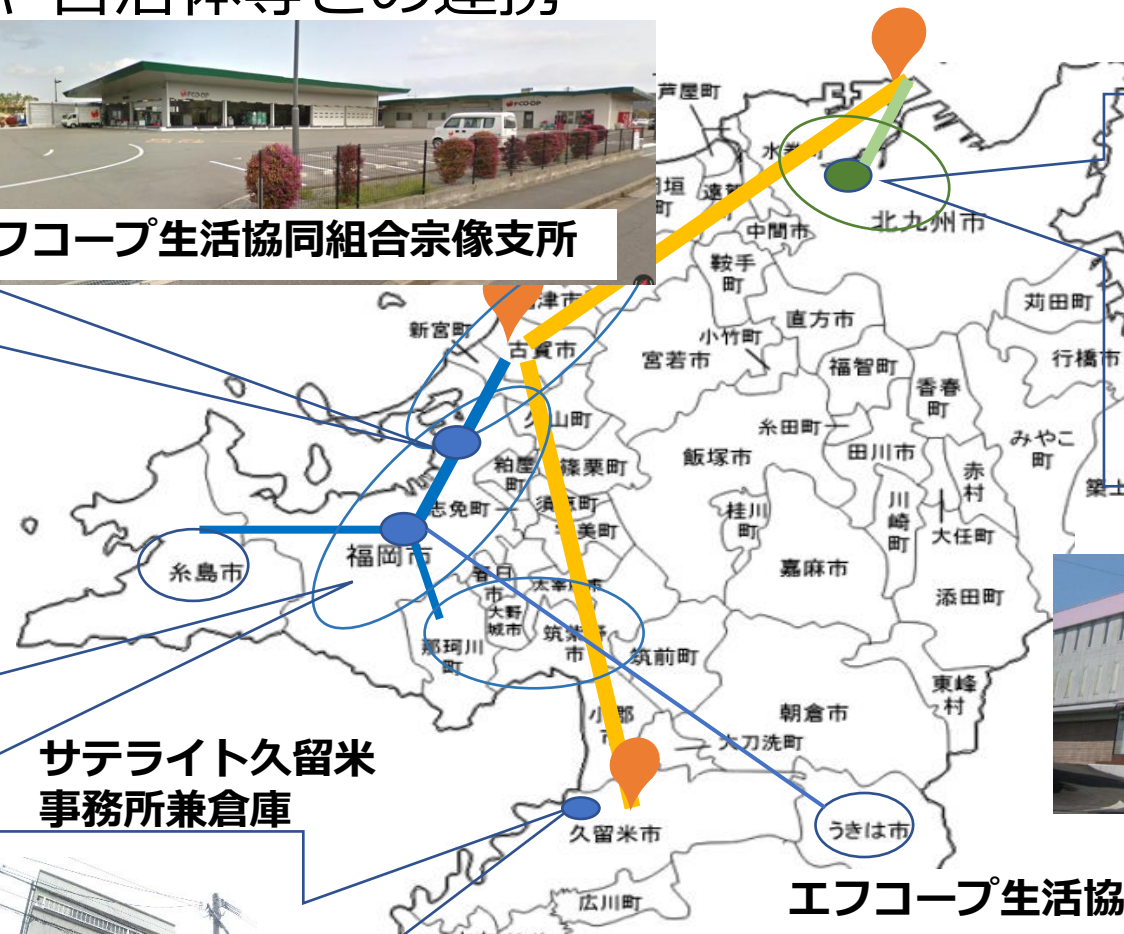 自治体等との連携
フコープ生活協同組合宗像支所
芦屋町
水巻
遠賀
北九州市
中間市
鞍手
町
苅田町
津市
直方市
新宮町
小竹町
古賀市
宮若市
福智町
行橋市
香春
町
山町
糸田町
みやこ
町
田川市
飯塚市
粕屋
町
篠栗町
赤
村
築上
志免町
須恵町
桂川
町
川
崎
町
美町
大任町
福岡市
糸島市
春日
市
嘉麻市
添田町
大野
城市
那珂川
町
筑紫野
市
筑前町
東峰
村
朝倉市
小郡
大刀洗町
サテライト久留米
事務所兼倉庫
久留米市
うきは市
広川町
エフコープ生活協